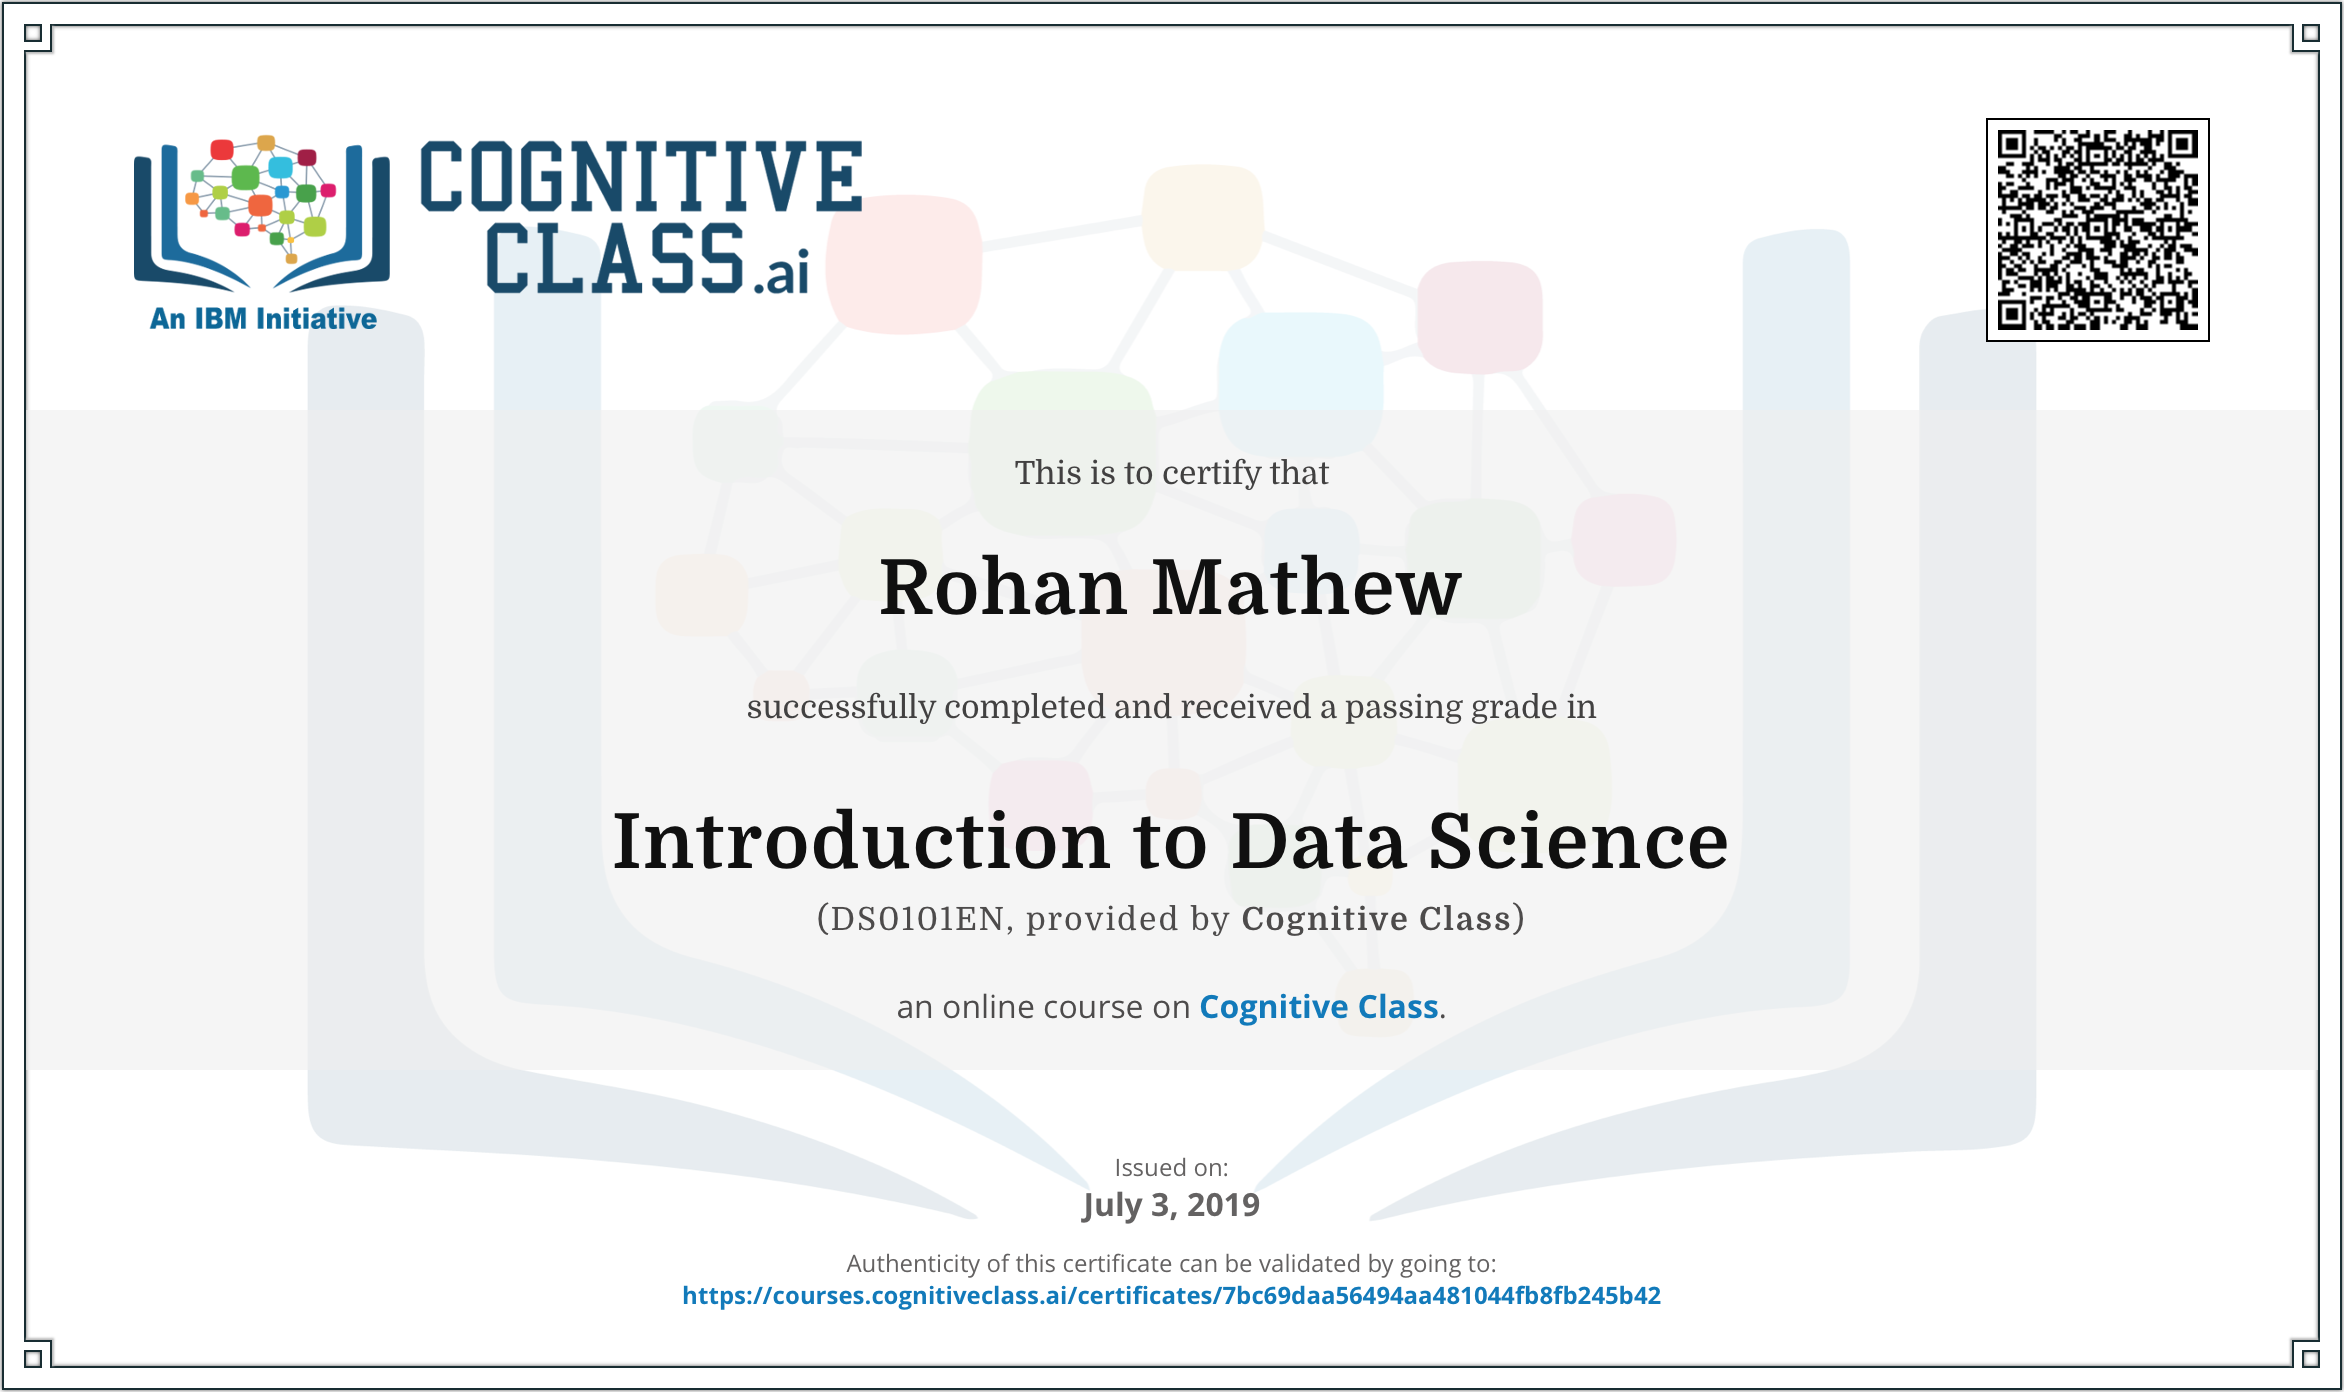 COGNITIVE
CLASS.ai
An IBM Initiative
This is to certify that
Rohan Mathew
successfully completed and received a passing grade in
Introduction to Data Science
(DS0101EN, provided by Cognitive Class)
an online course on Cognitive Class.
Issued on:
July 3, 2019
Authenticity of this certificate can be validated by going to:
https://courses.cognitiveclass.ai/certificates/7bc69daa56494aa481044fb8fb245b42